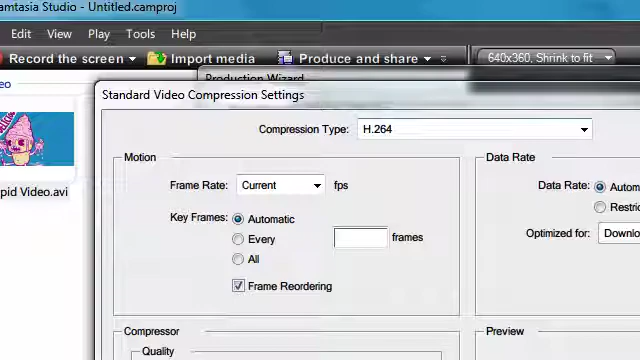 amtasia Studio - Untitled.camproj
Edit View Play Tools Help
Record the screen Import media Produce and share 640x360, Shrink to fit
Production Wizard
Standard Video Compression Settings
Compression Type: H.264
Motion Data Rate
Frame Rate: Current fps Data Rate: Autom
Key Frames: Automatic Restric
Every frames Optimized for: Downlo
All
Frame Reordering
Compressor Preview
Quality
eo
pid Video.avi